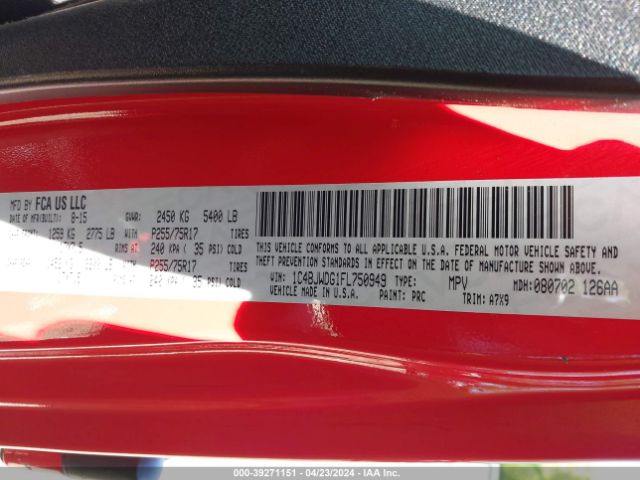 MFD BY FCA US LLC
DATE OF MFR(BUILT): 8-15 GVWR: 2450 KG 5400 LB
1259 KG 2775 LB WITH P255/75R17 TIRES
RIMS AT 240 KPA ( 35 PSI) COLD
WITH P255/75R17 TIRES
240 KPA ( 35 PSI) COLD
THIS VEHICLE CONFORMS TO ALL APPLICABLE U.S.A. FEDERAL MOTOR VEHICLE SAFETY AND
THEFT PREVENTION STANDARDS IN EFFECT ON THE DATE OF MANUFACTURE SHOWN ABOVE.
VIN: 1C4BJWDG1FL750949 TYPE: MPV MDH: 080702 126AA
VEHICLE MADE IN U.S.A. PAINT: PRC TRIM: A7X9
000-39271151 - 04/23/2024 - IAA Inc.